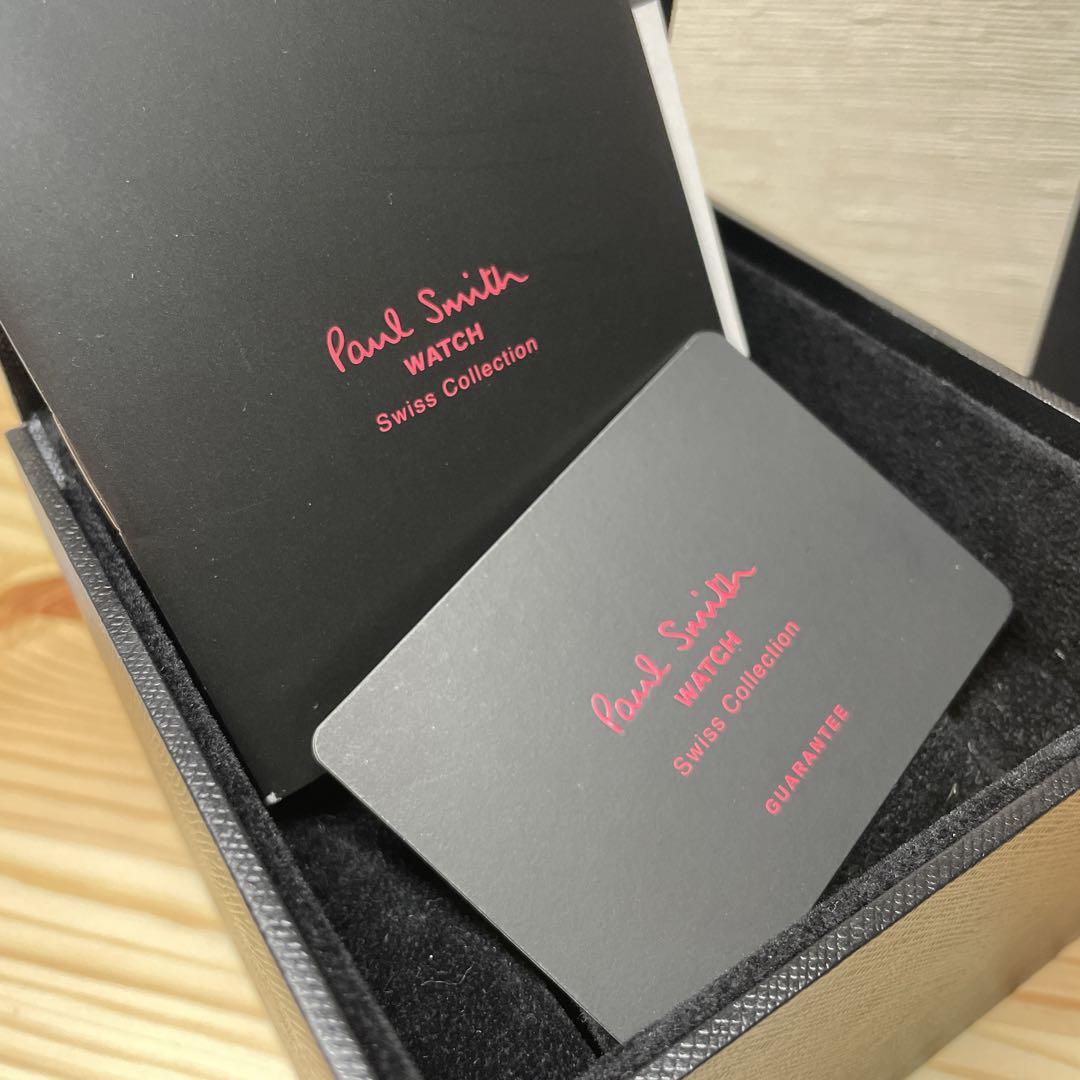 Paul Smith
WATCH
Swiss Collection
Paul Smith
WATCH
Swiss Collection
GUARANTEE